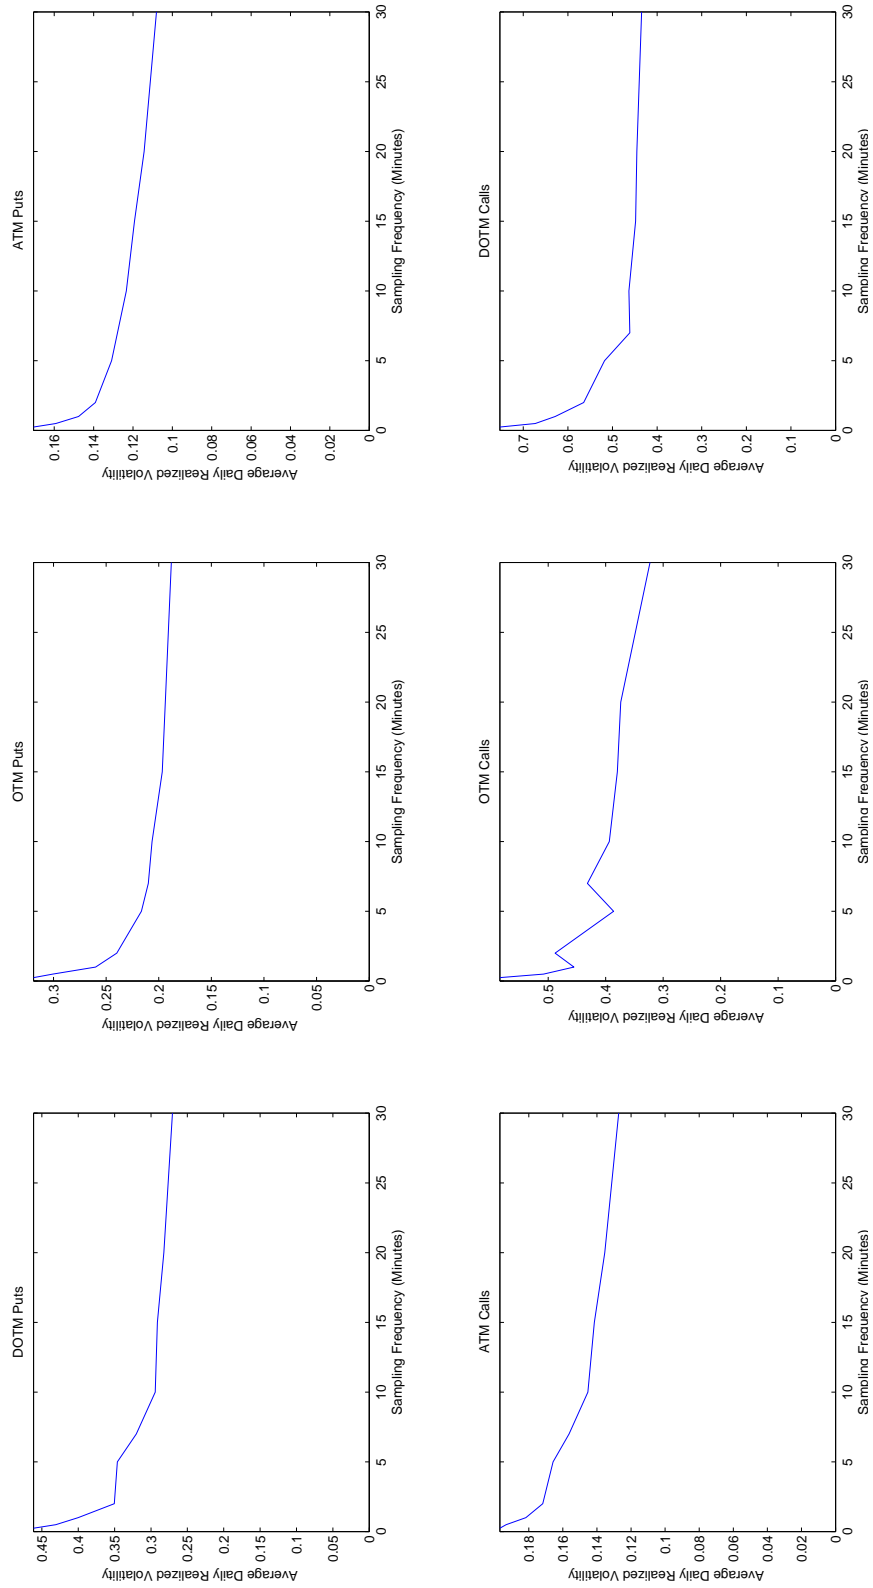 DOTM Puts
Average Daily Realized Volatility
0.45
0.4
0.35
0.3
0.25
0.2
0.15
0.1
0.05
0
0 5 10 15 20 25 30
Sampling Frequency (Minutes)
OTM Puts
Average Daily Realized Volatility
0.3
0.25
0.2
0.15
0.1
0.05
0
0 5 10 15 20 25 30
Sampling Frequency (Minutes)
ATM Puts
Average Daily Realized Volatility
0.16
0.14
0.12
0.1
0.08
0.06
0.04
0.02
0
0 5 10 15 20 25 30
Sampling Frequency (Minutes)
ATM Calls
Average Daily Realized Volatility
0.18
0.16
0.14
0.12
0.1
0.08
0.06
0.04
0.02
0
0 5 10 15 20 25 30
Sampling Frequency (Minutes)
OTM Calls
Average Daily Realized Volatility
0.5
0.4
0.3
0.2
0.1
0
0 5 10 15 20 25 30
Sampling Frequency (Minutes)
DOTM Calls
Average Daily Realized Volatility
0.7
0.6
0.5
0.4
0.3
0.2
0.1
0
0 5 10 15 20 25 30
Sampling Frequency (Minutes)